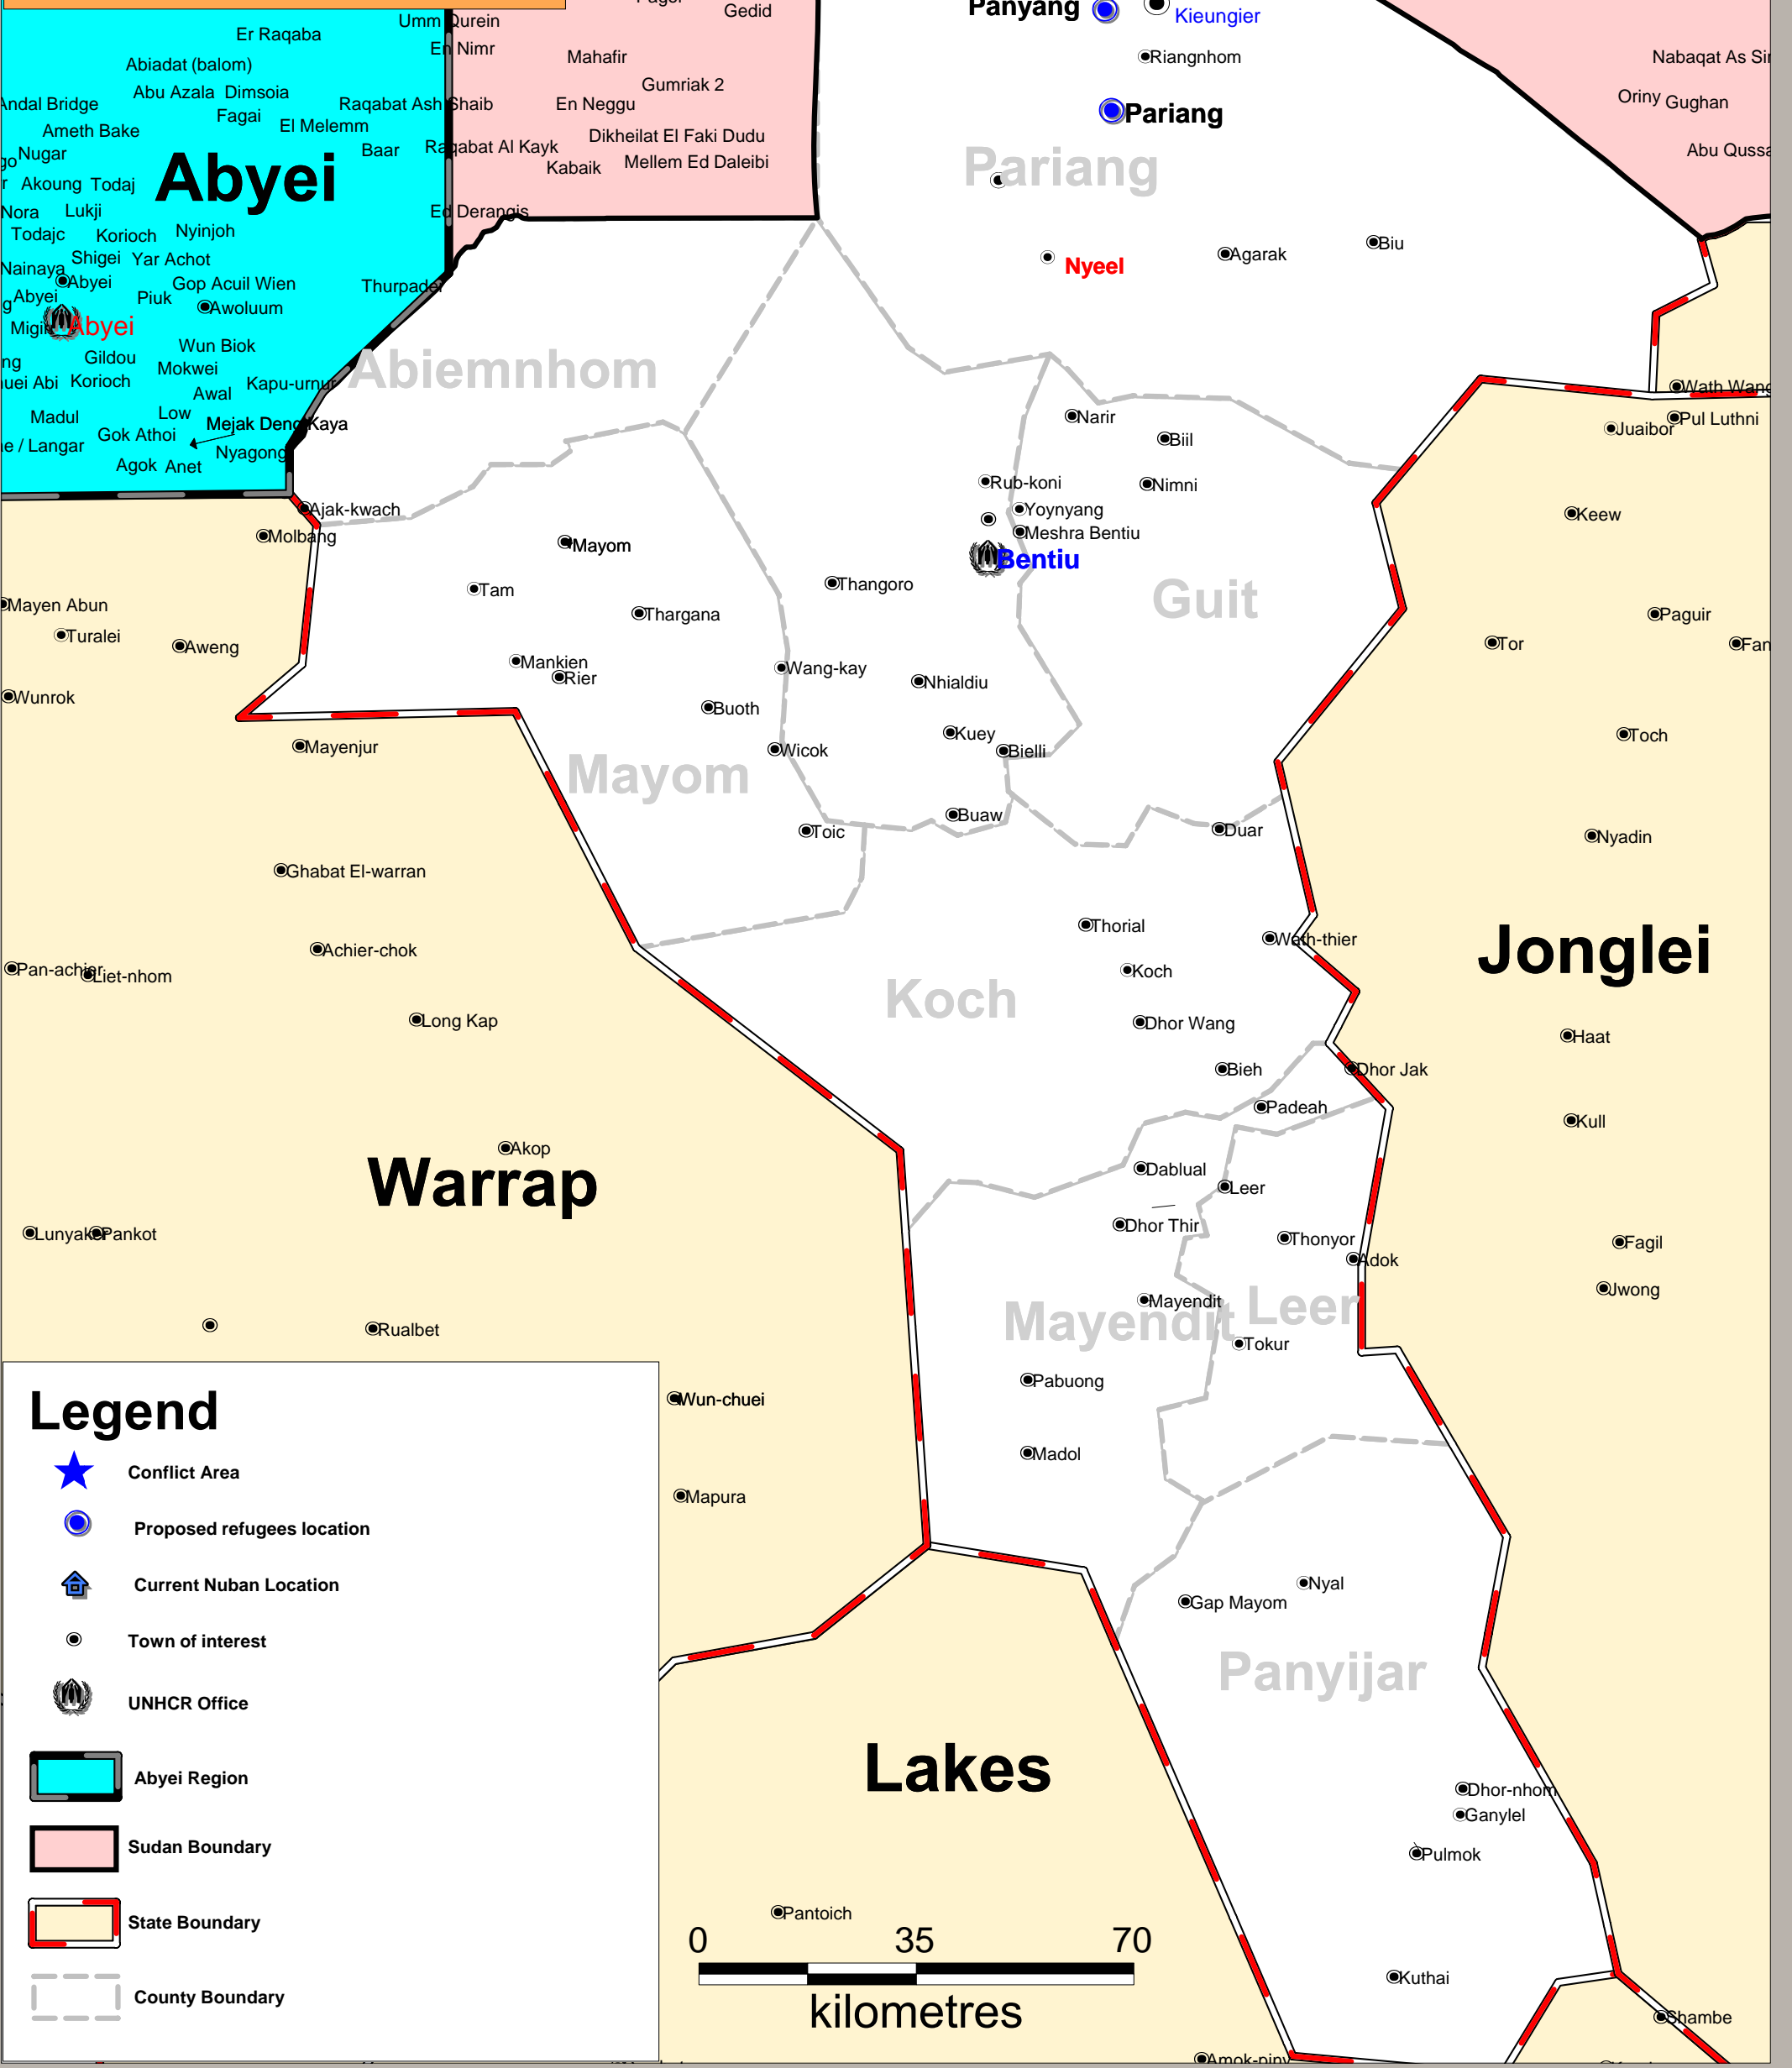 Gedid
Panyang
Kieungier
Umm Qurein
Er Raqaba
En Nimr
Mahafir
Riangnhom
Abiadat (balom)
Gumriak 2
Abu Azala
Dimsoia
Andal Bridge
Raqabat Ash Shaib
En Neggu
Oriny
Gughan
Fagai
Pariang
El Melemm
Ameth Bake
Dikheilat El Faki Dudu
Baar
Raqabat Al Kayk
Nugar
Mellem Ed Daleibi
Kabaik
Pariang
Abyei
Akoung
Todaj
Nora
Lukji
Ed Derangis
Todajc
Korioch
Nyinjoh
Biu
Agarak
Shigei
Yar Achot
Nyeel
Nainaya
Abyei
Gop Acuil Wien
Thurpader
Abyei
Piuk
Awoluum
Abyei
Wun Biok
Gildou
Mokwei
Abiemnhom
Korioch
Awal
Kapu-urnur
Wath Wang
Madul
Low
Mejak Deng Kaya
Narir
Pul Luthni
Juaibor
Gok Athoi
Biil
/ Langar
Nyagong
Agok
Anet
Rub-koni
Nimni
Ajak-kwach
Yoynyang
Keew
Molbang
Meshra Bentiu
Mayom
Bentiu
Thangoro
Tam
Guit
Mayen Abun
Thargana
Paguir
Turalei
Aweng
Tor
Mankien
Wang-kay
Rier
Nhialdiu
Wunrok
Buoth
Kuey
Toch
Mayenjur
Wicok
Bielli
Mayom
Buaw
Toic
Duar
Nyadin
Ghabat El-warran
Thorial
Wath-thier
Achier-chok
Jonglei
Pan-achier
Liet-nhom
Koch
Koch
Long Kap
Dhor Wang
Haat
Bieh
Dhor Jak
Padeah
Kull
Akop
Dablual
Warrap
Leer
Dhor Thir
Lunyaker
Pankot
Thonyor
Fagil
Adok
Jwong
Mayendit
Leer
Mayendit
Rualbet
Tokur
Pabuong
Wun-chuei
Legend
Madol
Conflict Area
Mapura
Proposed refugees location
Current Nuban Location
Nyal
Gap Mayom
Town of interest
Panyijar
UNHCR Office
Lakes
Abyei Region
Dhor-nhom
Ganylel
Sudan Boundary
Pulmok
Pantoich
State Boundary
0 35 70
Kuthai
County Boundary
kilometres
Shambe